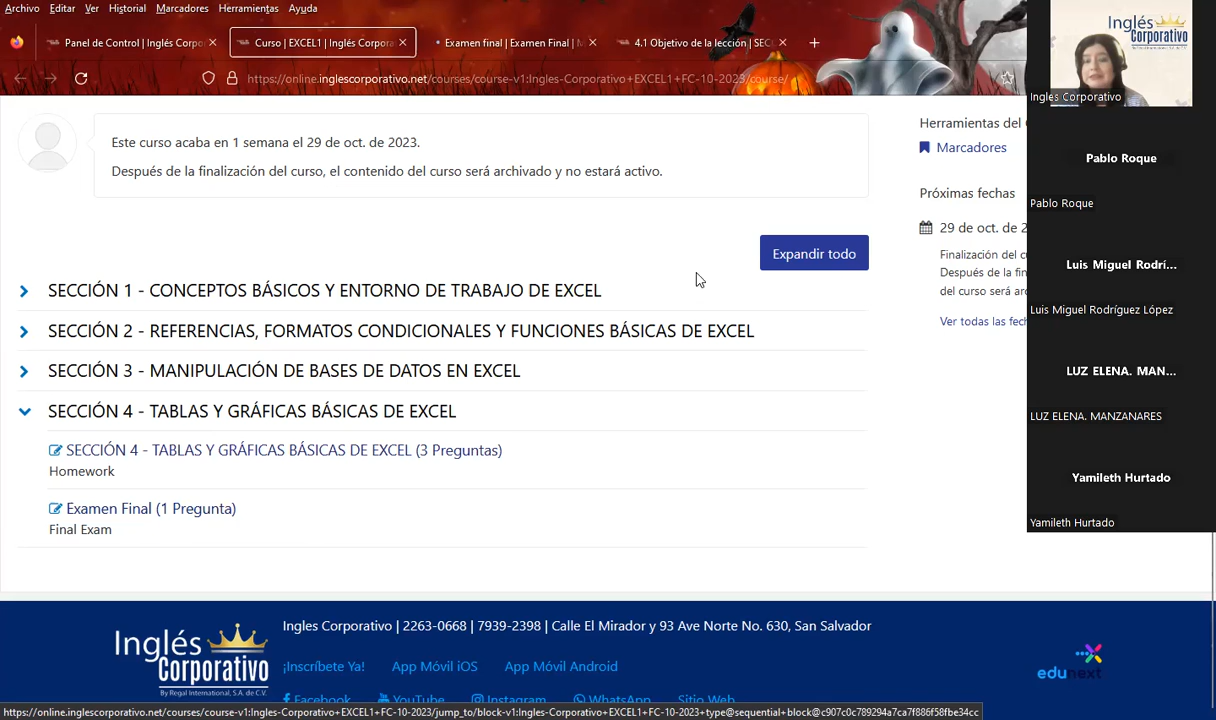 Archivo Editar Ver Historial Marcadores Herramientas Ayuda
Panel de Control | Inglés Corpo
Curso | EXCEL1 | Inglés Corpora
Examen final | Examen Final |
4.1 Objetivo de la lección | SEC
https://online.inglescorporativo.net/courses/course-v1:Ingles-Corporativo+EXCEL1+FC-10-2023/course/
Inglés
Corporativo
Ingles Corporativo
Este curso acaba en 1 semana el 29 de oct. de 2023.
Después de la finalización del curso, el contenido del curso será archivado y no estará activo.
Herramientas del
Marcadores
Próximas fechas
29 de oct. de 2
Finalización del c
Después de la fin
del curso será arc
Ver todas las fech
Expandir todo
SECCIÓN 1 - CONCEPTOS BÁSICOS Y ENTORNO DE TRABAJO DE EXCEL
SECCIÓN 2 - REFERENCIAS, FORMATOS CONDICIONALES Y FUNCIONES BÁSICAS DE EXCEL
SECCIÓN 3 - MANIPULACIÓN DE BASES DE DATOS EN EXCEL
SECCIÓN 4 - TABLAS Y GRÁFICAS BÁSICAS DE EXCEL
SECCIÓN 4 - TABLAS Y GRÁFICAS BÁSICAS DE EXCEL (3 Preguntas)
Homework
Examen Final (1 Pregunta)
Final Exam
Pablo Roque
Pablo Roque
Luis Miguel Rodrí...
Luis Miguel Rodríguez López
LUZ ELENA. MAN...
LUZ ELENA. MANZANARES
Yamileth Hurtado
Yamileth Hurtado
Inglés
Corporativo
By Regal International, S.A. de C.V.
Ingles Corporativo | 2263-0668 | 7939-2398 | Calle El Mirador y 93 Ave Norte No. 630, San Salvador
¡Inscríbete Ya! App Móvil iOS App Móvil Android
Facebook YouTube Instagram WhatsApp Sitio Web
edunext
https://online.inglescorporativo.net/courses/course-v1:Ingles-Corporativo+EXCEL1+FC-10-2023/jump_to/block-v1:Ingles-Corporativo+EXCEL1+FC-10-2023+type@sequential+block@c907c0c789294a7ca7f886f58fbe34cc